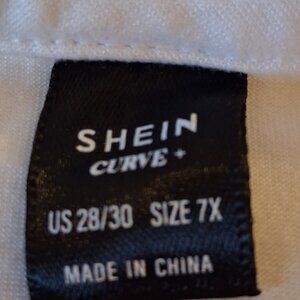 SHEIN
CURVE +
US 28/30 SIZE 7X
MADE IN CHINA